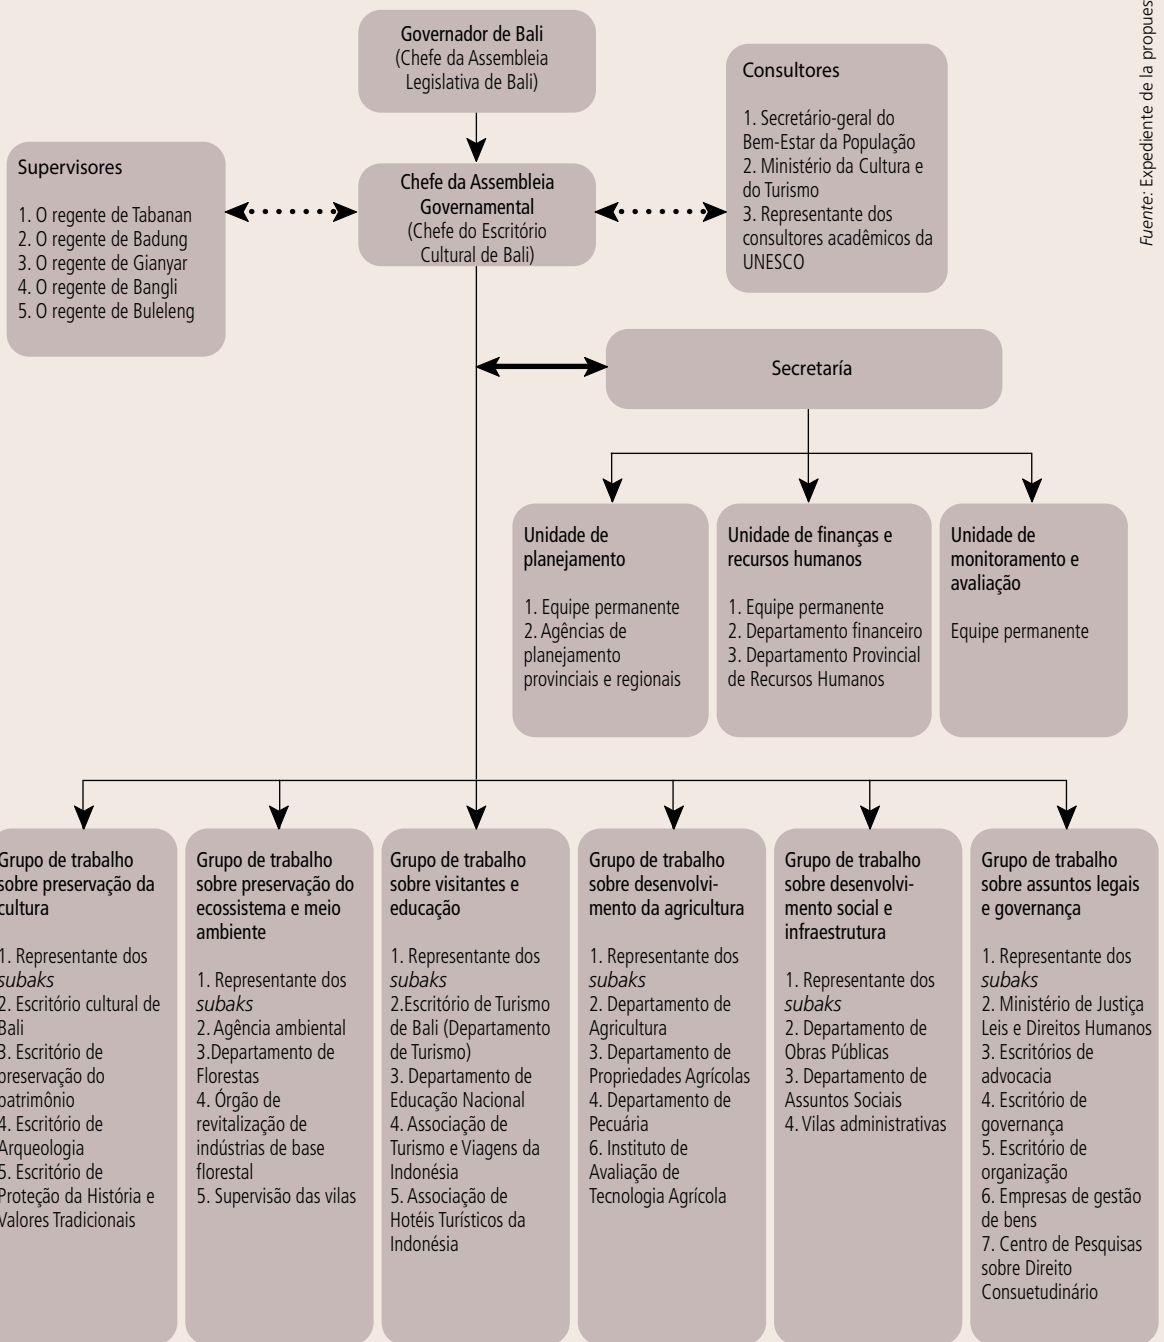 Governador de Bali
(Chefe da Assembleia
Legislativa de Bali)
Consultores
1. Secretário-geral do
Bem-Estar da População
2. Ministério da Cultura e
do Turismo
3. Representante dos
consultores acadêmicos da
UNESCO
Fuente: Expediente de la propues
Supervisores
1. O regente de Tabanan
2. O regente de Badung
3. O regente de Gianyar
4. O regente de Bangli
5. O regente de Buleleng
Chefe da Assembleia
Governamental
(Chefe do Escritório
Cultural de Bali)
Secretaría
Unidade de
planejamento
1. Equipe permanente
2. Agências de
planejamento
provinciais e regionais
Unidade de finanças e
recursos humanos
1. Equipe permanente
2. Departamento financeiro
3. Departamento Provincial
de Recursos Humanos
Unidade de
monitoramento e
avaliação
Equipe permanente
Grupo de trabalho
sobre preservação da
cultura
1. Representante dos
subaks
2. Escritório cultural de
Bali
3. Escritório de
preservação do
patrimônio
4. Escritório de
Arqueologia
5. Escritório de
Proteção da História e
Valores Tradicionais
Grupo de trabalho
sobre preservação do
ecossistema e meio
ambiente
1. Representante dos
subaks
2. Agência ambiental
3.Departamento de
Florestas
4. Órgão de
revitalização de
indústrias de base
florestal
5. Supervisão das vilas
Grupo de trabalho
sobre visitantes e
educação
1. Representante dos
subaks
2.Escritório de Turismo
de Bali (Departamento
de Turismo)
3. Departamento de
Educação Nacional
4. Associação de
Turismo e Viagens da
Indonésia
5. Associação de
Hotéis Turísticos da
Indonésia
Grupo de trabalho
sobre desenvolvi-
mento da agricultura
1. Representante dos
subaks
2. Departamento de
Agricultura
3. Departamento de
Propriedades Agrícolas
4. Departamento de
Pecuária
6. Instituto de
Avaliação de
Tecnologia Agrícola
Grupo de trabalho
sobre desenvolvi-
mento social e
infraestrutura
1. Representante dos
subaks
2. Departamento de
Obras Públicas
3. Departamento de
Assuntos Sociais
4. Vilas administrativas
Grupo de trabalho
sobre assuntos legais
e governança
1. Representante dos
subaks
2. Ministério de Justiça
Leis e Direitos Humanos
3. Escritórios de
advocacia
4. Escritório de
governança
5. Escritório de
organização
6. Empresas de gestão
de bens
7. Centro de Pesquisas
sobre Direito
Consuetudinário